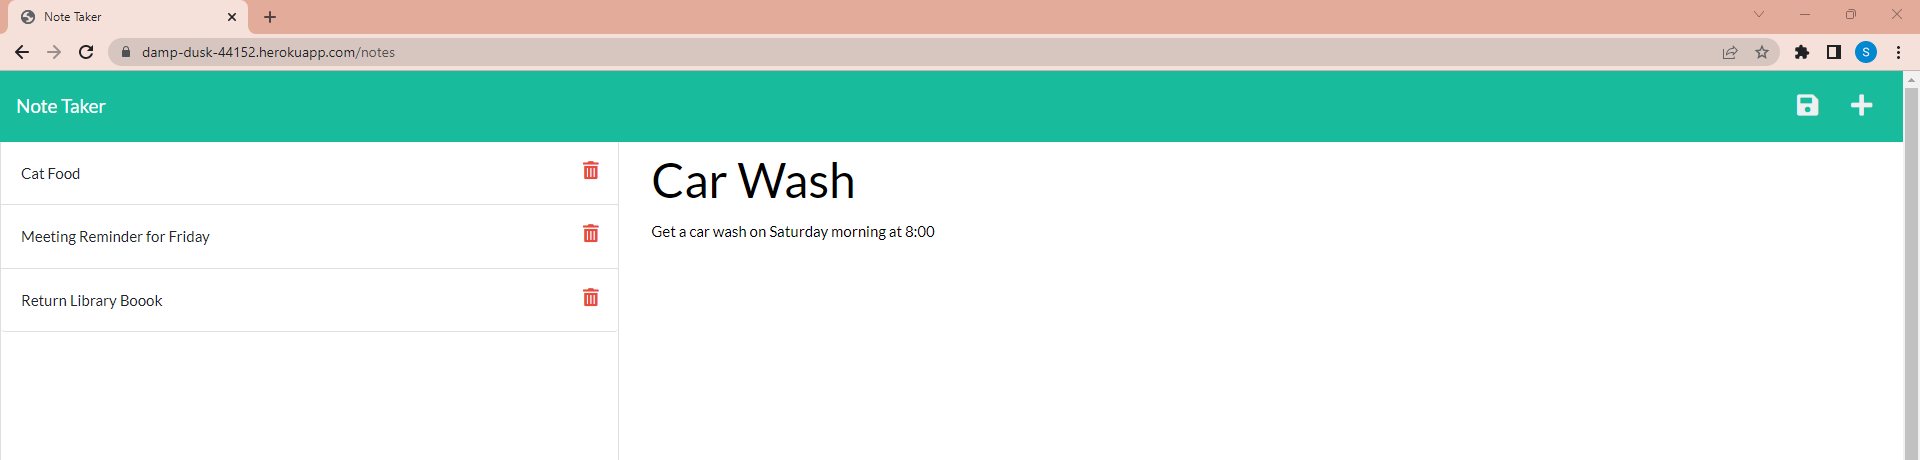 Note Taker
damp-dusk-44152.herokuapp.com/notes
S
Note Taker
Cat Food
Meeting Reminder for Friday
Return Library Boook
Car Wash
Get a car wash on Saturday morning at 8:00